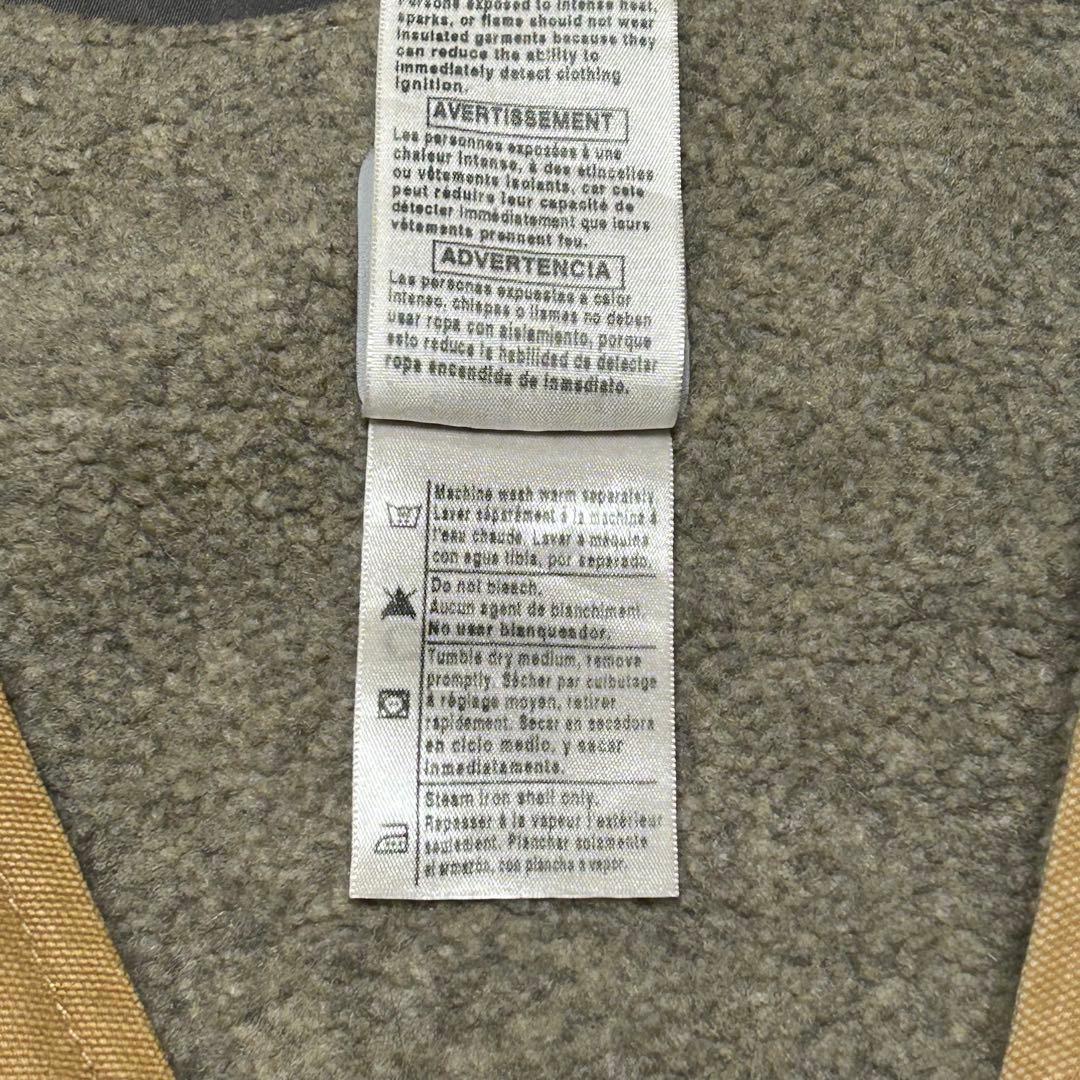 Persons exposed to intense heat,
sparks, or flame should not wear
insulated garments because they
can reduce the ability to
immediately detect clothing
ignition.
AVERTISSEMENT
Les personnes exposées à une
chaleur intense, à des étincelles
ou vêtements isolants, car cele
peut réduire leur capacité de
détecter immédiatement que leurs
vêtements prennent feu.
ADVERTENCIA
Las personas expuestas a calor
intenso, chispas o llamas no deben
usar ropa con aislamiento, porque
esto reduce la habilidad de detectar
ropa encendida de inmediato.
Machine wash warm separately.
Laver séparément à la machine à
l'eau chaude. Lavar a maquina
con agua tibia, por separado.
Do not bleach.
Aucun agent de blanchiment.
No usar blanqueador.
Tumble dry medium, remove
promptly. Sécher par culbutage
à réglage moyen, retirer
rapidement. Secar en secadora
en ciclo medio, y sacar
inmediatamente.
Steam iron shell only.
Repasser à la vapeur l'extérieur
seulement. Planchar solamente
el armazón, con plancha a vapor.